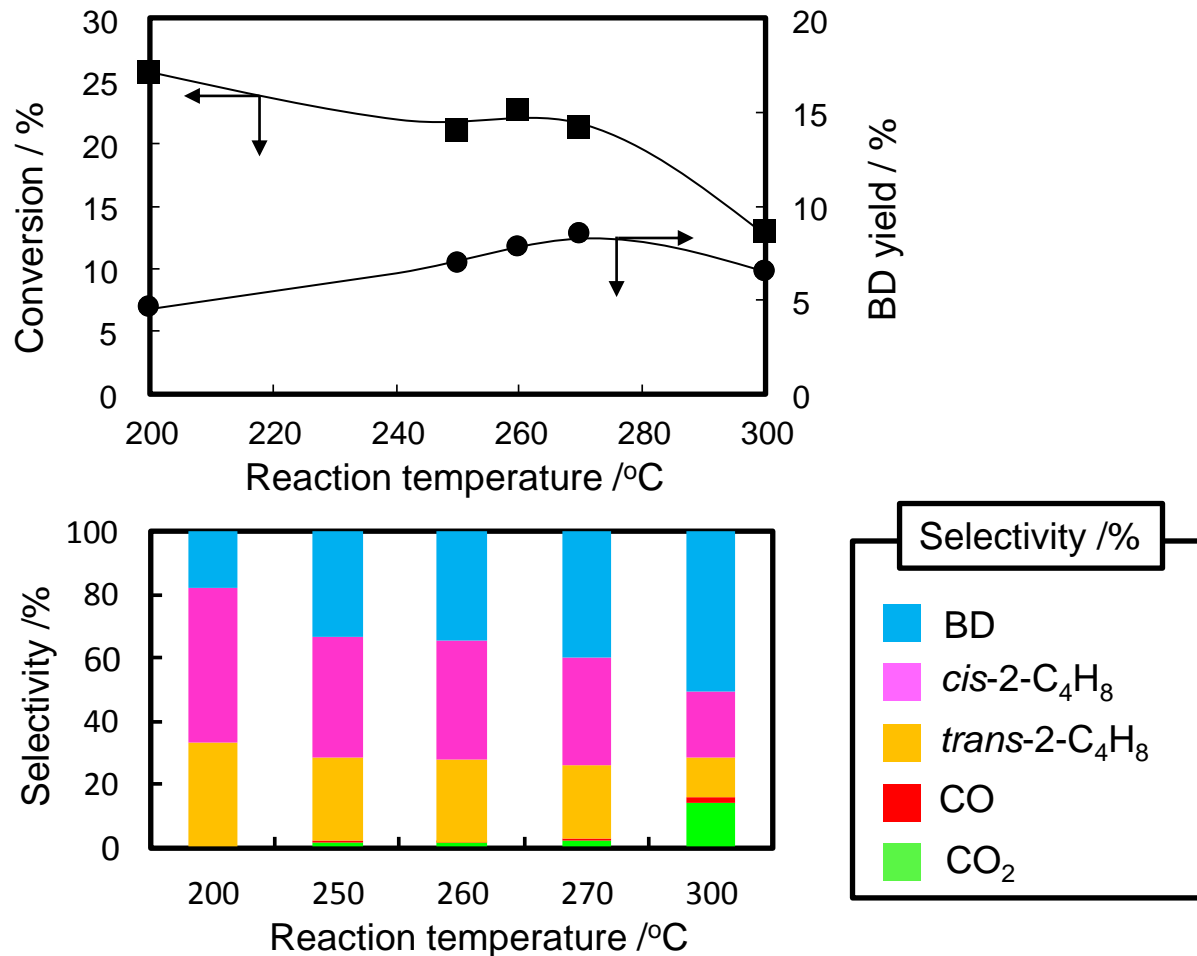 Conversion / %
30
25
20
15
10
5
0
BD yield / %
20
15
10
5
0
200 220 240 260 280 300
Reaction temperature /°C
Selectivity /%
100
80
60
40
20
0
200 250 260 270 300
Reaction temperature /°C
Selectivity /%
BD
cis-2-C₄H₈
trans-2-C₄H₈
CO
CO₂